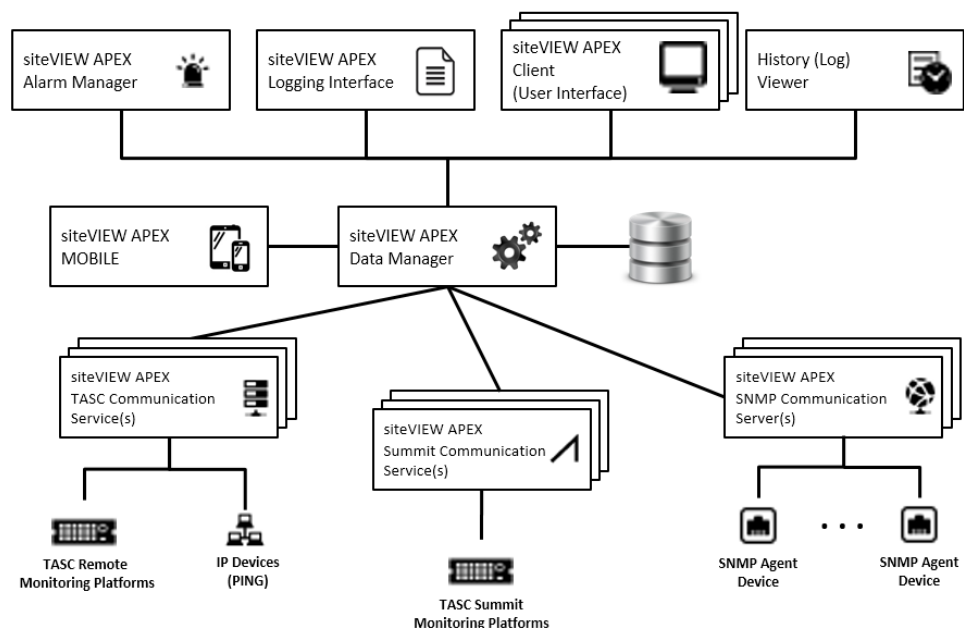 siteVIEW APEX
Alarm Manager
siteVIEW APEX
Logging Interface
siteVIEW APEX
Client
(User Interface)
History (Log)
Viewer
siteVIEW APEX
MOBILE
siteVIEW APEX
Data Manager
siteVIEW APEX
TASC Communication
Service(s)
siteVIEW APEX
Summit Communication
Service(s)
siteVIEW APEX
SNMP Communication
Server(s)
TASC Remote
Monitoring Platforms
IP Devices
(PING)
TASC Summit
Monitoring Platforms
. . .
SNMP Agent
Device
SNMP Agent
Device